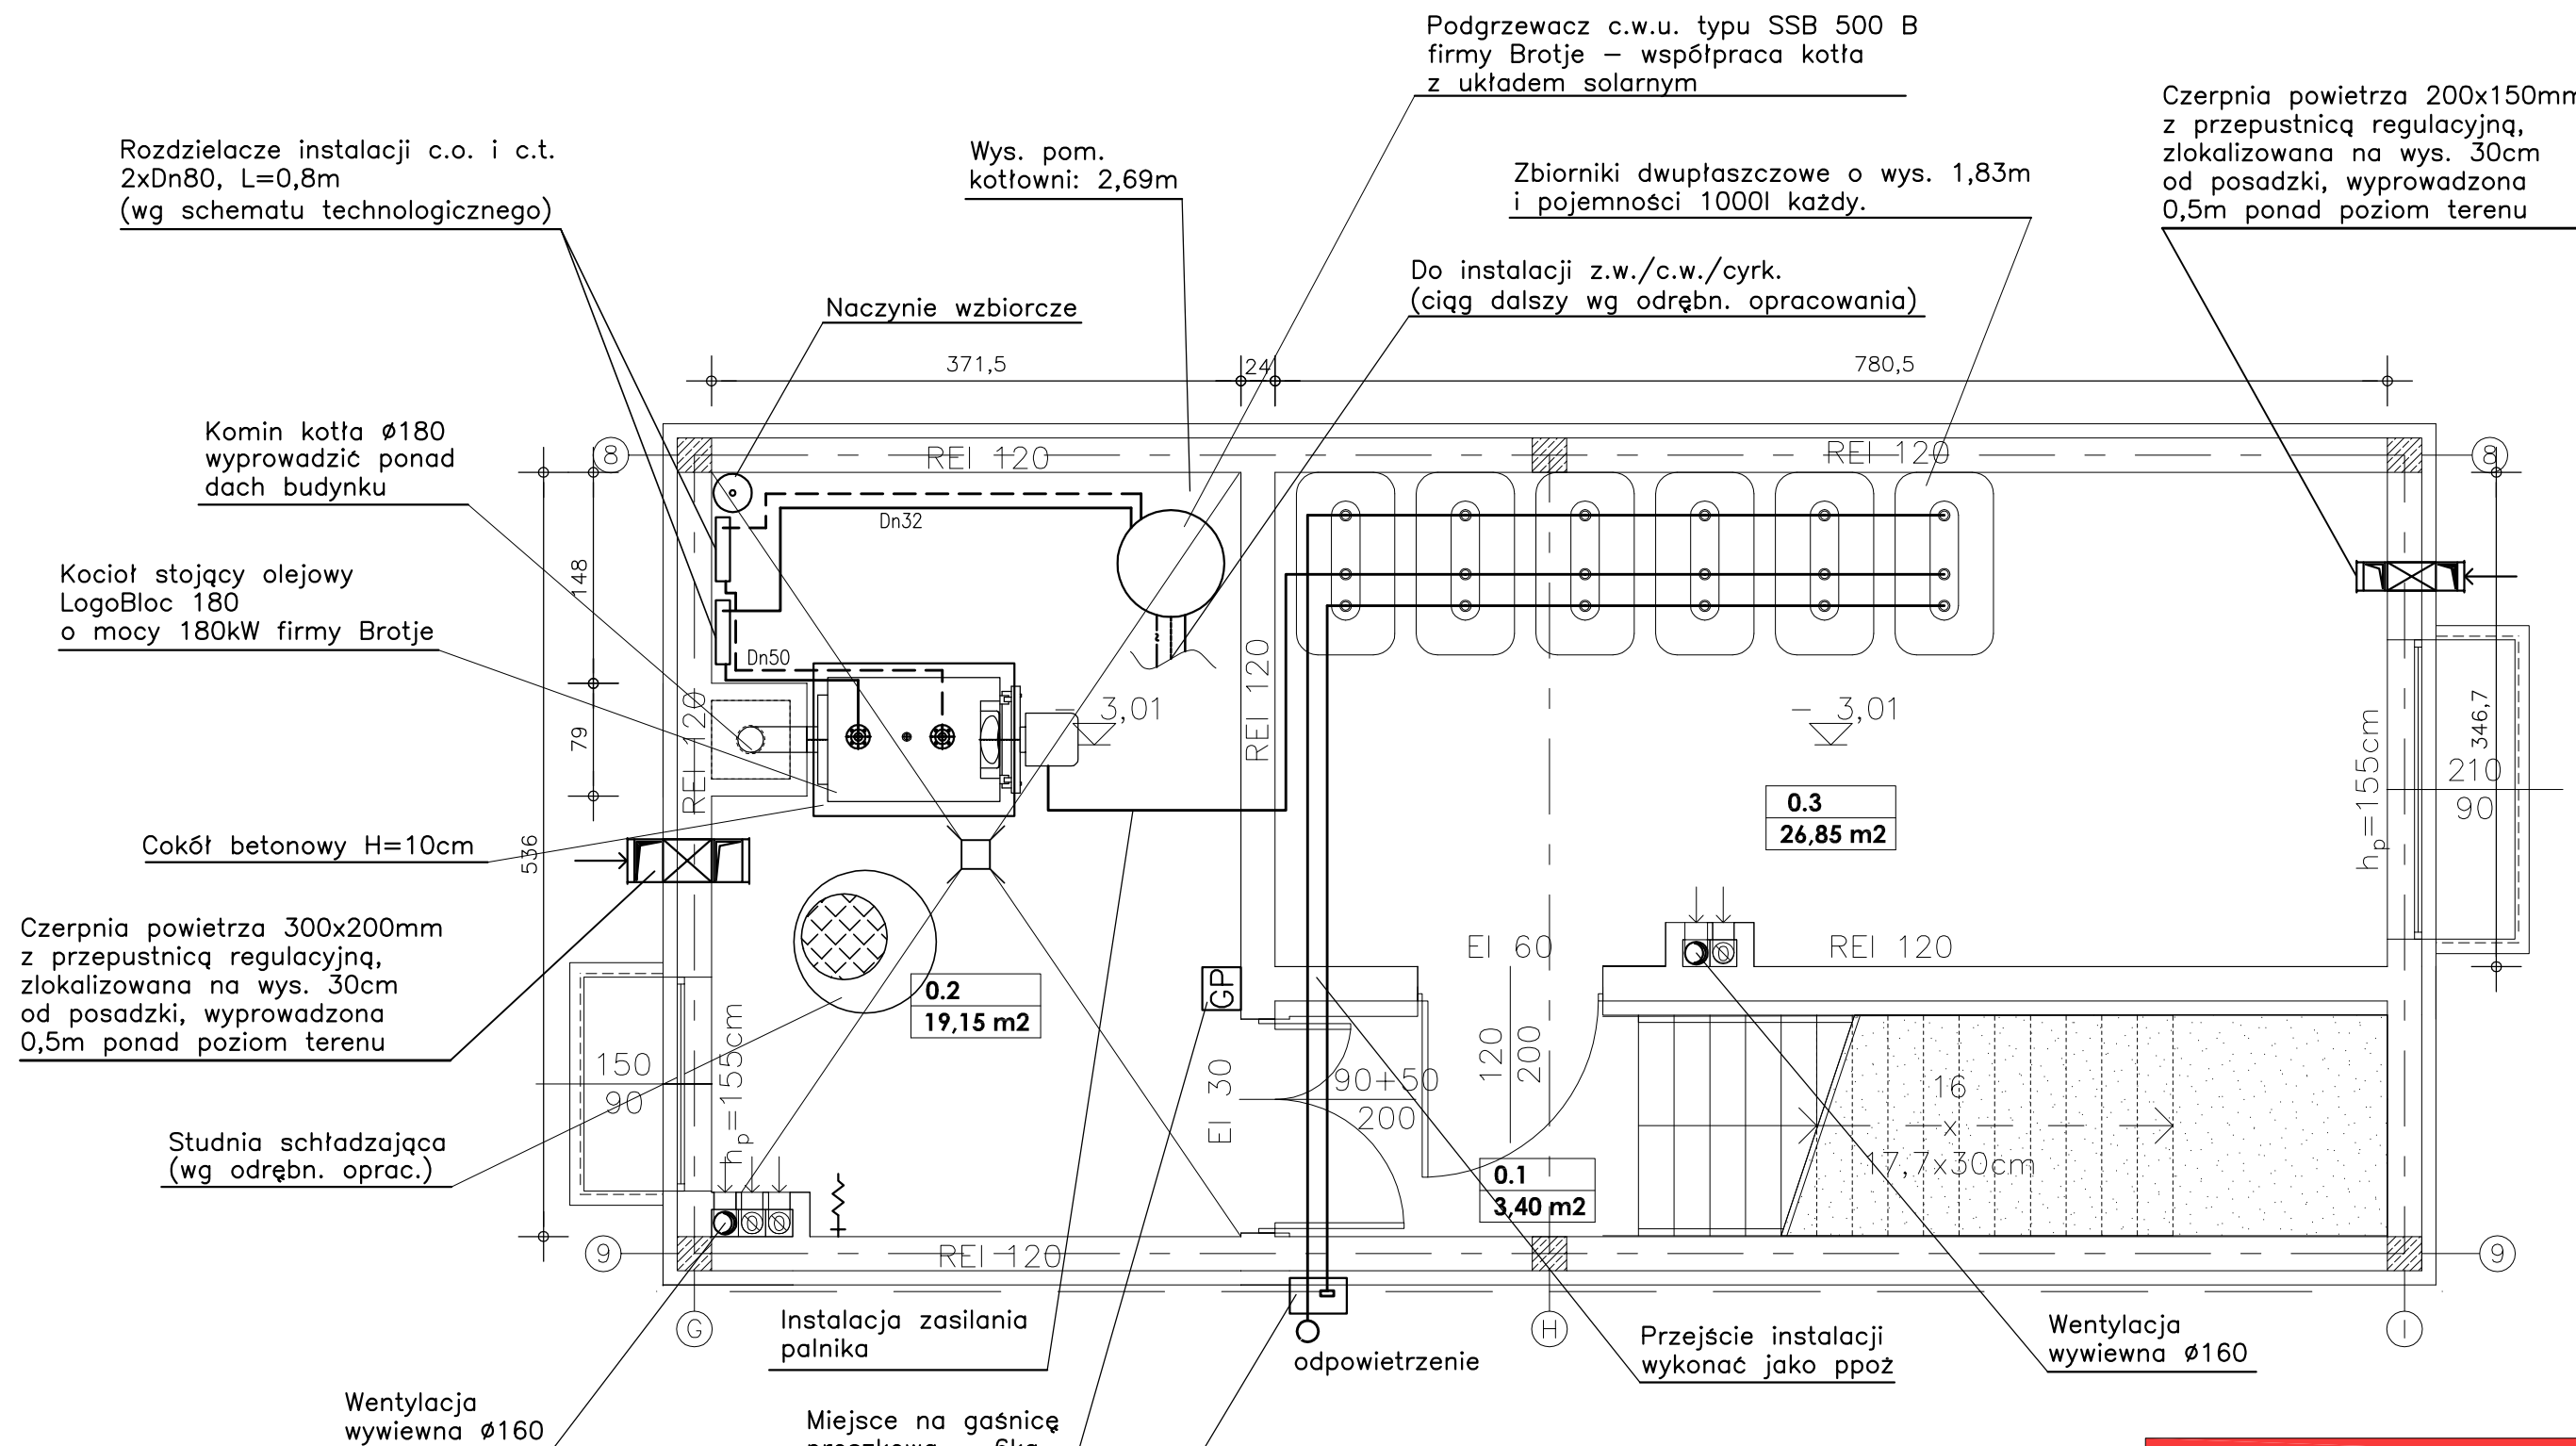 Podgrzewacz c.w.u. typu SSB 500 B
firmy Brotje – współpraca kotła
z układem solarnym
Czerpnia powietrza 200x150mm
z przepustnicą regulacyjną,
zlokalizowana na wys. 30cm
od posadzki, wyprowadzona
0,5m ponad poziom terenu
Rozdzielacze instalacji c.o. i c.t.
2xDn80, L=0,8m
(wg schematu technologicznego)
Wys. pom.
kotłowni: 2,69m
Zbiorniki dwupłaszczowe o wys. 1,83m
i pojemności 1000l każdy.
Do instalacji z.w./c.w./cyrk.
(ciąg dalszy wg odrębn. opracowania)
Naczynie wzbiorcze
371,5
24
780,5
Komin kotła ø180
wyprowadzić ponad
dach budynku
8
REI 120
REI 120
8
Dn32
148
Kocioł stojący olejowy
LogoBloc 180
o mocy 180kW firmy Brotje
Dn50
REI 120
REI 120
79
– 3,01
– 3,01
hp=155cm
346,7
210
90
0.3
26,85 m2
Cokół betonowy H=10cm
536
Czerpnia powietrza 300x200mm
z przepustnicą regulacyjną,
zlokalizowana na wys. 30cm
od posadzki, wyprowadzona
0,5m ponad poziom terenu
EI 60
REI 120
GP
0.2
19,15 m2
150
90
hp=155cm
EI 30
90+50
200
120
200
16
x
17,7x30cm
Studnia schładzająca
(wg odrębn. oprac.)
0.1
3,40 m2
9
REI 120
9
G
H
I
Instalacja zasilania
palnika
odpowietrzenie
Przejście instalacji
wykonać jako ppoż
Wentylacja
wywiewna ø160
Wentylacja
wywiewna ø160
Miejsce na gaśnicę